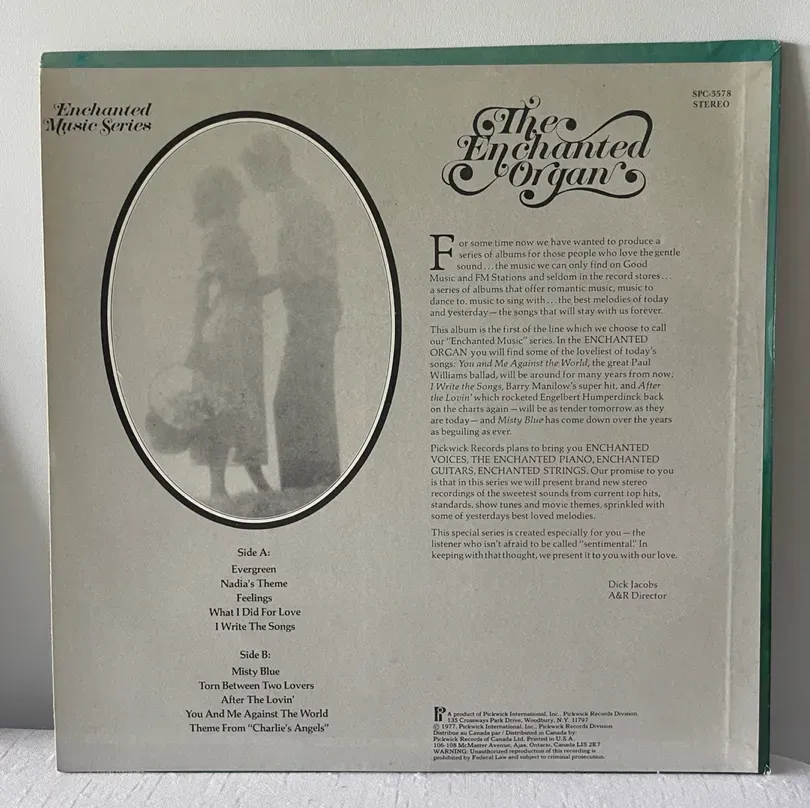 Enchanted
Music Series
SPC-3578
STEREO
The
Enchanted
Organ
For some time now we have wanted to produce a
series of albums for those people who love the gentle
sound...the music we can only find on Good
Music and FM Stations and seldom in the record stores...
a series of albums that offer romantic music, music to
dance to, music to sing with...the best melodies of today
and yesterday—the songs that will stay with us forever.
This album is the first of the line which we choose to call
our "Enchanted Music" series. In the ENCHANTED
ORGAN you will find some of the loveliest of today's
songs: You and Me Against the World, the great Paul
Williams ballad, will be around for many years from now;
I Write the Songs, Barry Manilow's super hit, and After
the Lovin' which rocketed Engelbert Humperdinck back
on the charts again—will be as tender tomorrow as they
are today—and Misty Blue has come down over the years
as beguiling as ever.
Pickwick Records plans to bring you ENCHANTED
VOICES, THE ENCHANTED PIANO, ENCHANTED
GUITARS, ENCHANTED STRINGS. Our promise to you
is that in this series we will present brand new stereo
recordings of the sweetest sounds from current top hits,
standards, show tunes and movie themes, sprinkled with
some of yesterdays best loved melodies.
This special series is created especially for you—the
listener who isn't afraid to be called "sentimental." In
keeping with that thought, we present it to you with our love.
Dick Jacobs
A&R Director
Side A:
Evergreen
Nadia's Theme
Feelings
What I Did For Love
I Write The Songs
Side B:
Misty Blue
Torn Between Two Lovers
After The Lovin'
You And Me Against The World
Theme From "Charlie's Angels"
A product of Pickwick International, Inc., Pickwick Records Division.
135 Crossways Park Drive, Woodbury, N.Y. 11797
© 1977, Pickwick International, Inc., Pickwick Records Division
Distribue au Canada par / Distributed in Canada by:
Pickwick Records of Canada Ltd. Printed in U.S.A.
106-108 McMaster Avenue, Ajax, Ontario, Canada L1S 2E7
WARNING: Unauthorized reproduction of this recording is
prohibited by Federal Law and subject to criminal prosecution.